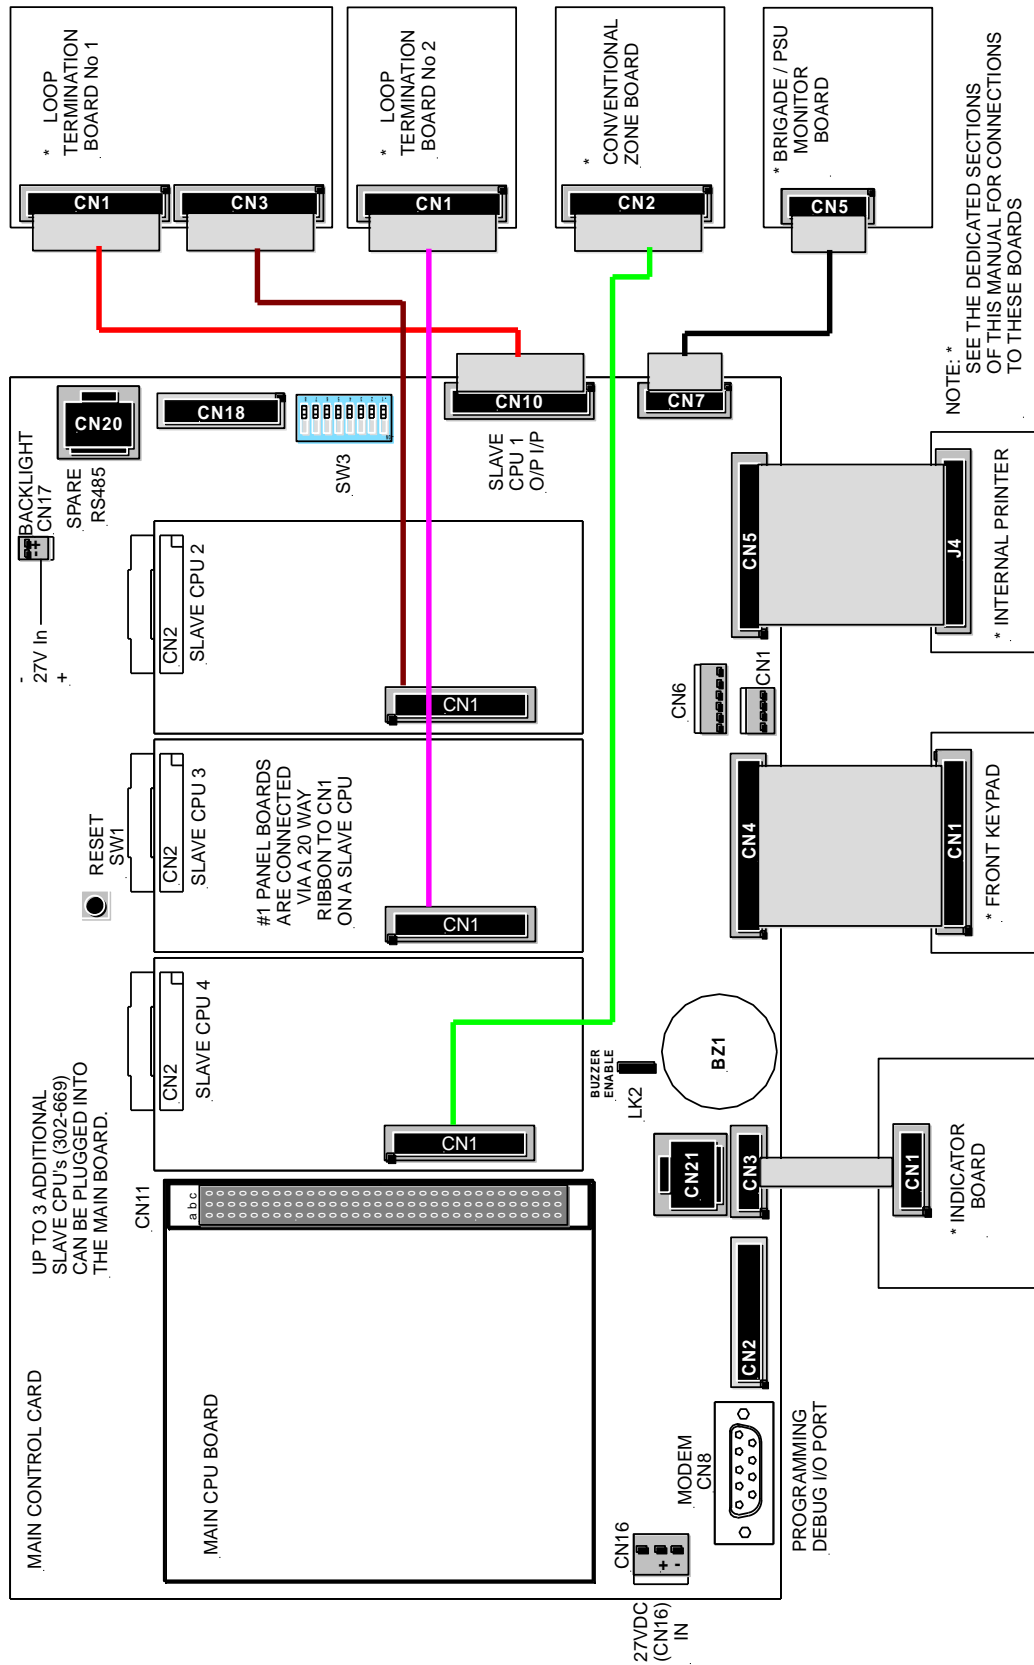 * LOOP
TERMINATION
BOARD No 1
CN1
CN3
* LOOP
TERMINATION
BOARD No 2
CN1
*
CONVENTIONAL
ZONE BOARD
CN2
* BRIGADE / PSU
MONITOR
BOARD
CN5
NOTE: *
SEE THE DEDICATED SECTIONS
OF THIS MANUAL FOR CONNECTIONS
TO THESE BOARDS
BACKLIGHT
CN17
-
27V In
+
- +
SPARE
RS485
CN20
CN18
SW3
CN10
SLAVE
CPU 1
O/P I/P
CN7
CN2
SLAVE CPU 2
CN1
RESET
SW1
CN2
SLAVE CPU 3
#1 PANEL BOARDS
ARE CONNECTED
VIA A 20 WAY
RIBBON TO CN1
ON A SLAVE CPU
CN1
CN2
SLAVE CPU 4
CN1
UP TO 3 ADDITIONAL
SLAVE CPU's (302-669)
CAN BE PLUGGED INTO
THE MAIN BOARD.
CN5
J4
* INTERNAL PRINTER
CN6
CN1
CN4
CN1
* FRONT KEYPAD
BUZZER
ENABLE
LK2
BZ1
CN11
a b c
MAIN CONTROL CARD
MAIN CPU BOARD
CN21
CN3
CN1
* INDICATOR
BOARD
CN2
MODEM
CN8
PROGRAMMING
DEBUG I/O PORT
CN16
+ -
27VDC
(CN16)
IN